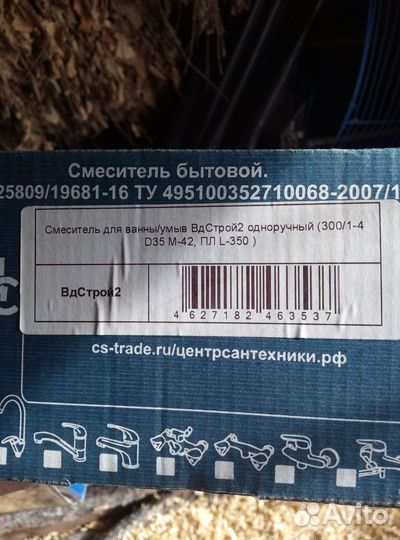 Смеситель бытовой.
25809/19681-16 ТУ 495100352710068-2007/1
Смеситель для ванны/умыв ВдСтрой2 одноручный (300/1-4
D35 М-42, ПЛ L-350 )
ВдСтрой2
4 627182 463537
cs-trade.ru/центрсантехники.рф
Avito